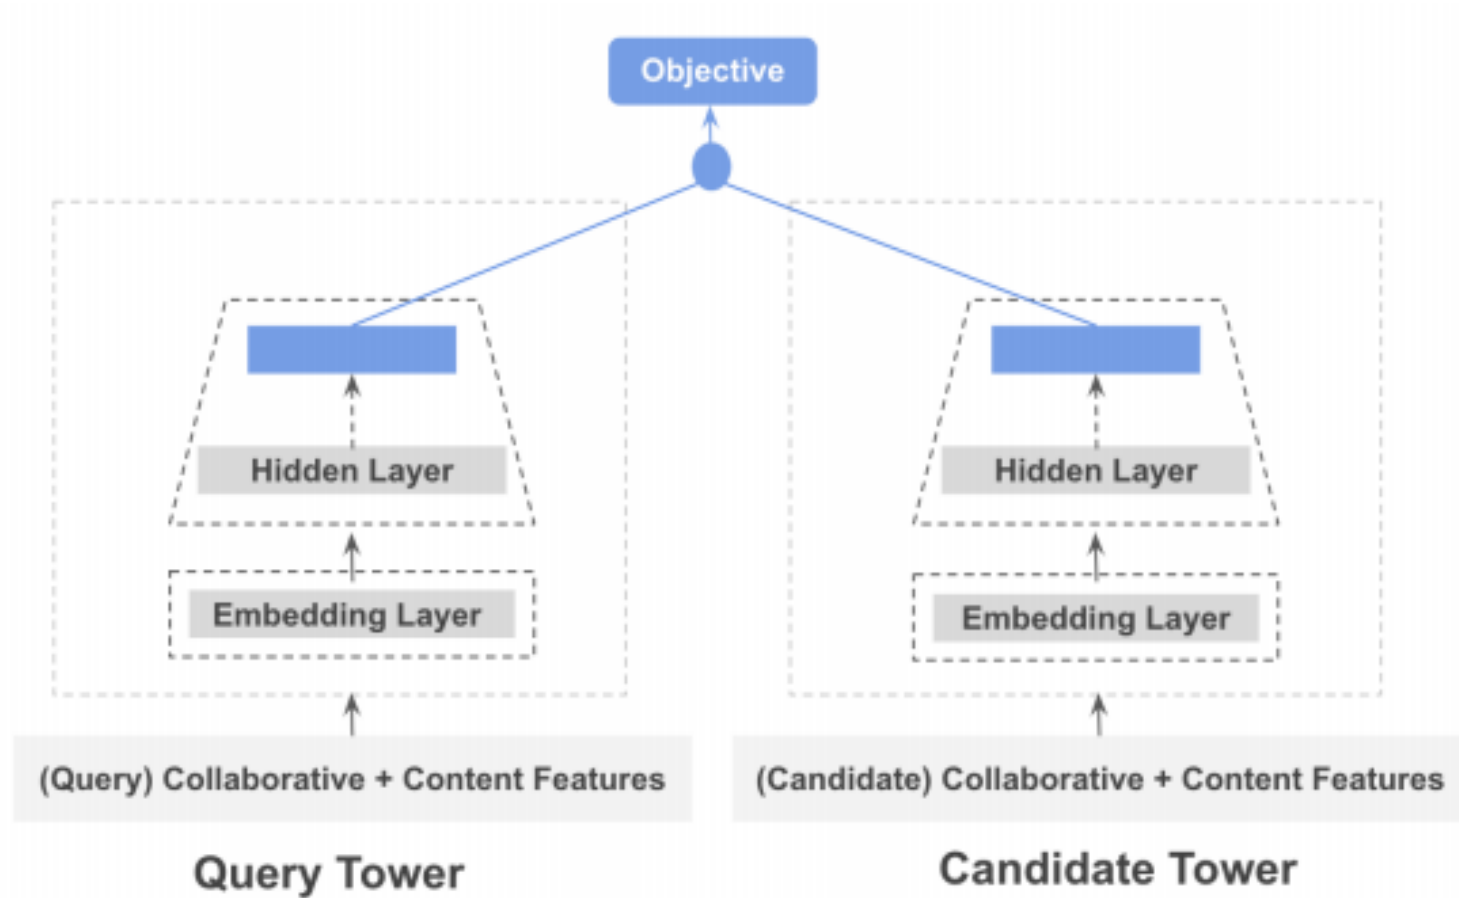 Objective
Hidden Layer
Hidden Layer
Embedding Layer
Embedding Layer
(Query) Collaborative + Content Features
(Candidate) Collaborative + Content Features
Query Tower
Candidate Tower